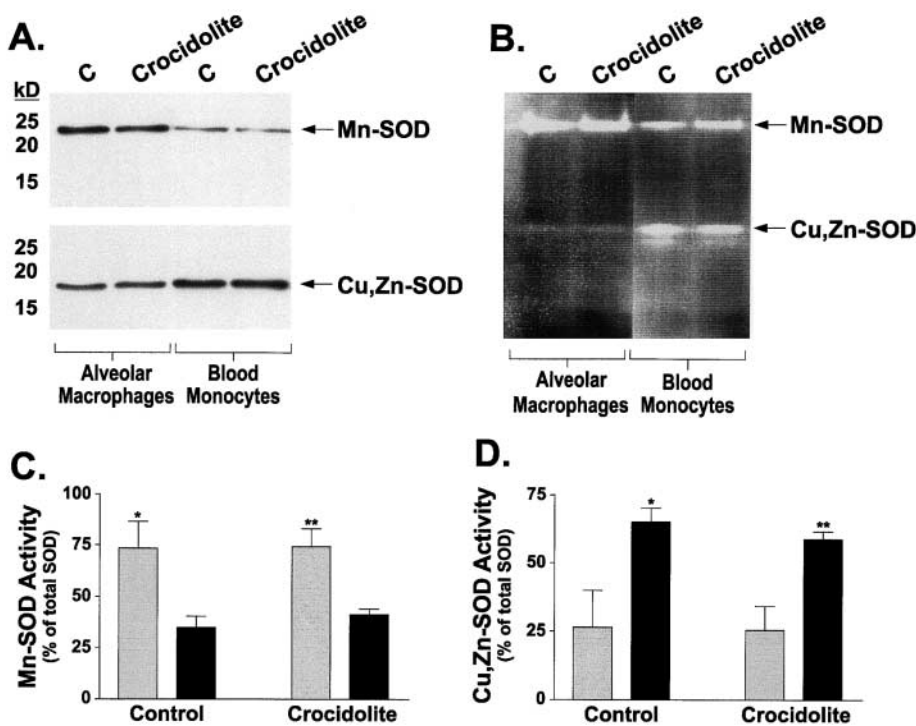 A.
C Crocidolite C Crocidolite
kD
25
20
15
Mn-SOD
25
20
15
Cu,Zn-SOD
Alveolar Macrophages
Blood Monocytes
B.
C Crocidolite C Crocidolite
Mn-SOD
Cu,Zn-SOD
Alveolar Macrophages
Blood Monocytes
C.
Mn-SOD Activity
(% of total SOD)
100
75
50
25
0
*
**
Control Crocidolite
D.
Cu,Zn-SOD Activity
(% of total SOD)
75
50
25
0
*
**
Control Crocidolite